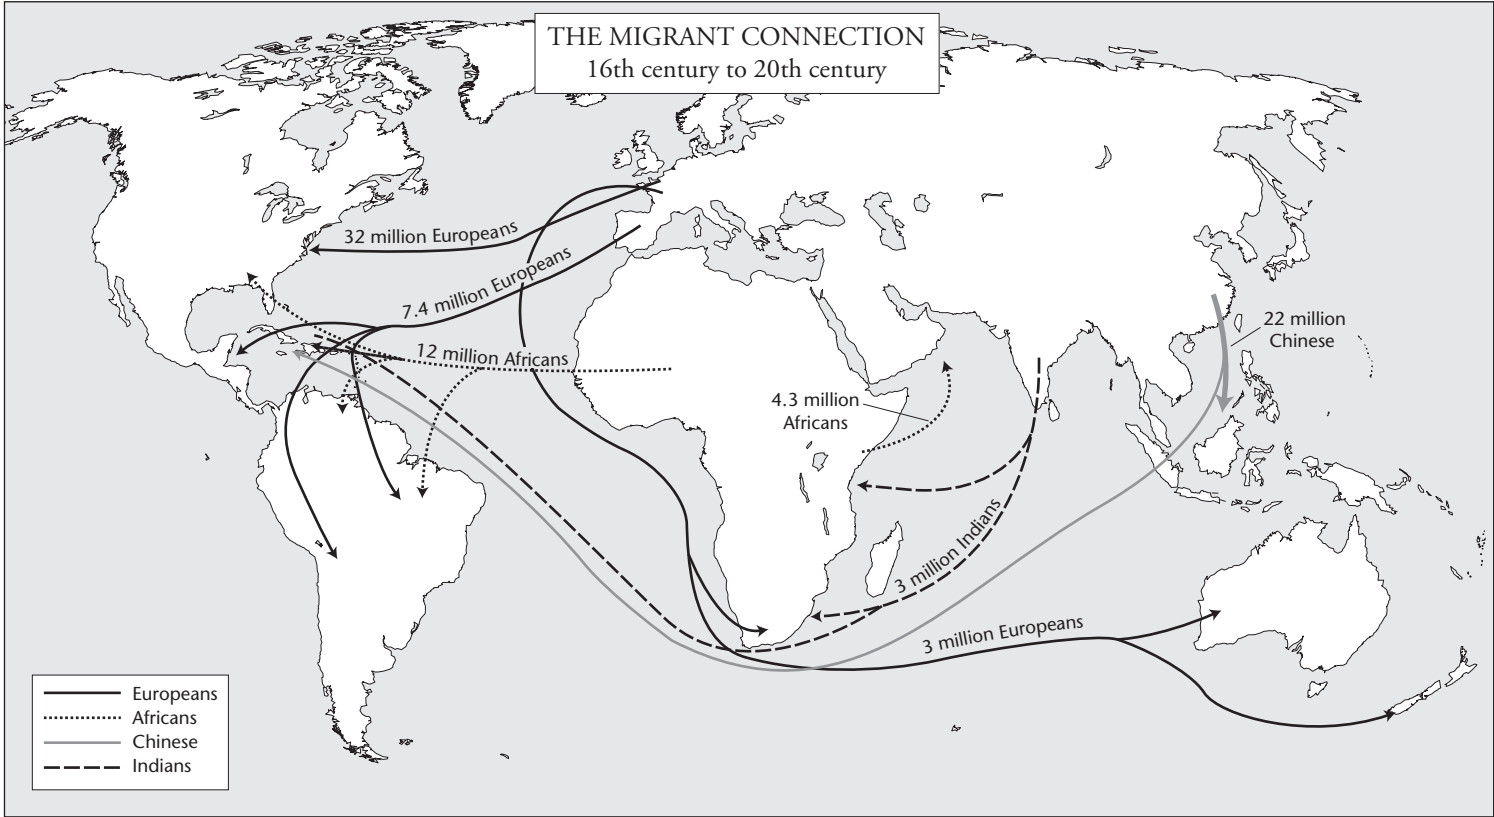 THE MIGRANT CONNECTION
16th century to 20th century
32 million Europeans
7.4 million Europeans
12 million Africans
4.3 million
Africans
22 million
Chinese
3 million Indians
3 million Europeans
Europeans
Africans
Chinese
Indians